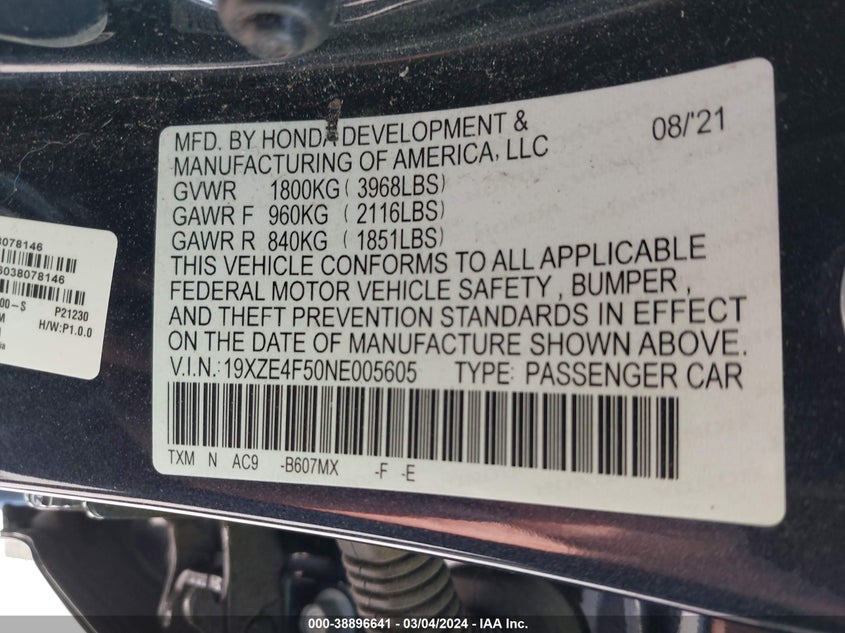 MFD. BY HONDA DEVELOPMENT &
MANUFACTURING OF AMERICA, LLC
08/'21
GVWR 1800KG ( 3968LBS)
GAWR F 960KG ( 2116LBS)
GAWR R 840KG ( 1851LBS)
THIS VEHICLE CONFORMS TO ALL APPLICABLE
FEDERAL MOTOR VEHICLE SAFETY , BUMPER ,
AND THEFT PREVENTION STANDARDS IN EFFECT
ON THE DATE OF MANUFACTURE SHOWN ABOVE.
V.I.N.: 19XZE4F50NE005605 TYPE: PASSENGER CAR
TXM N AC9 -B607MX -F -E
8078146
6038078146
00-S P21230
H/W:P1.0.0
000-38896641 - 03/04/2024 - IAA Inc.